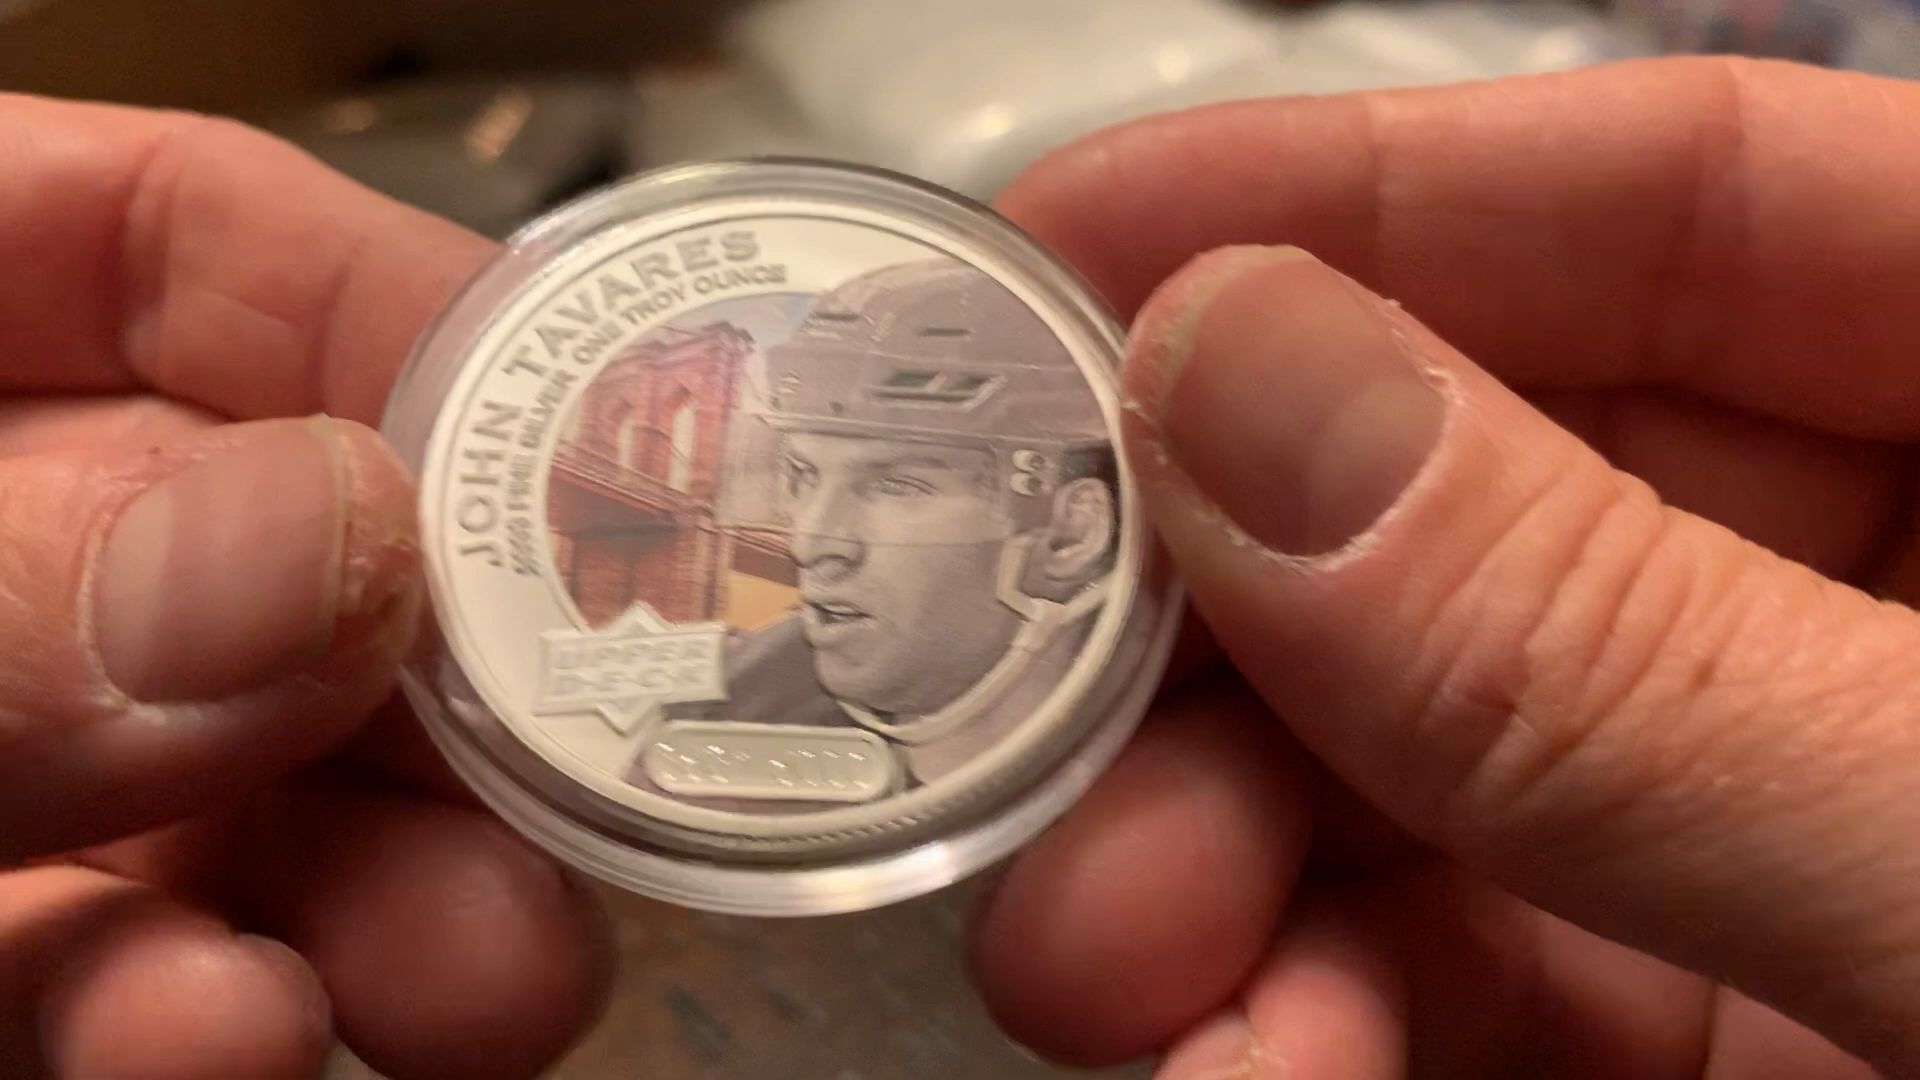 JOHN TAVARES
9999 FINE SILVER ONE TROY OUNCE
UPPER
DECK